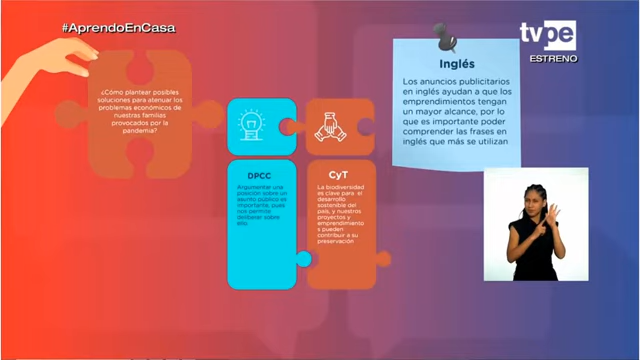 #AprendoEnCasa
tvpe
ESTRENO
¿Cómo plantear posibles
soluciones para atenuar los
problemas económicos de
nuestras familias
provocados por la
pandemia?
DPCC
Argumentar una
posición sobre un
asunto público es
importante, pues
nos permite
deliberar sobre
ello
CyT
La biodiversidad
es clave para el
desarrollo
sostenible del
país, y nuestros
proyectos y
emprendimiento
s pueden
contribuir a su
preservación
Inglés
Los anuncios publicitarios
en inglés ayudan a que los
emprendimientos tengan
un mayor alcance, por lo
que es importante poder
comprender las frases en
inglés que más se utilizan